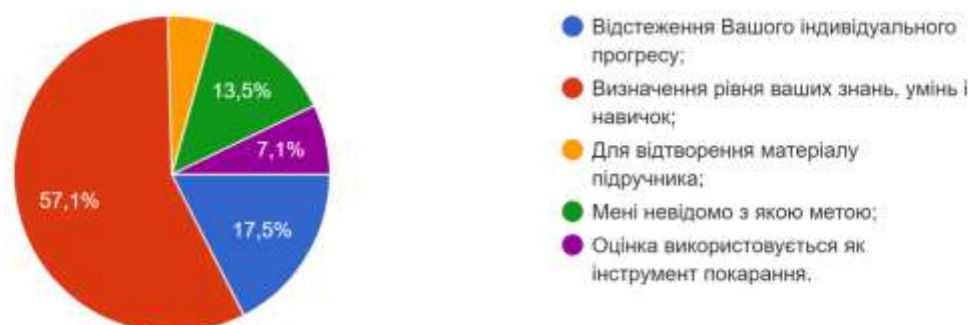 13,5%
7,1%
57,1%
17,5%
Відстеження Вашого індивідуального
прогресу;
Визначення рівня ваших знань, умінь і
навичок;
Для відтворення матеріалу
підручника;
Мені невідомо з якою метою;
Оцінка використовується як
інструмент покарання.